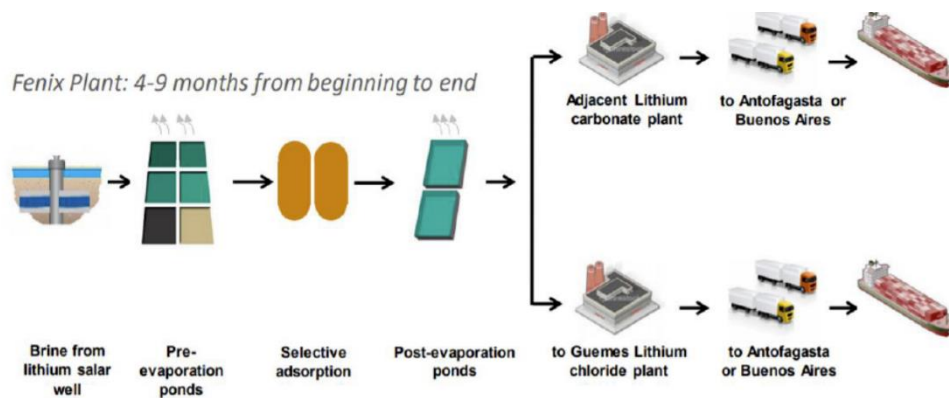 Fenix Plant: 4-9 months from beginning to end
Adjacent Lithium
carbonate plant
to Antofagasta or
Buenos Aires
Brine from
lithium salar
well
Pre-
evaporation
ponds
Selective
adsorption
Post-evaporation
ponds
to Guemes Lithium
chloride plant
to Antofagasta
or Buenos Aires